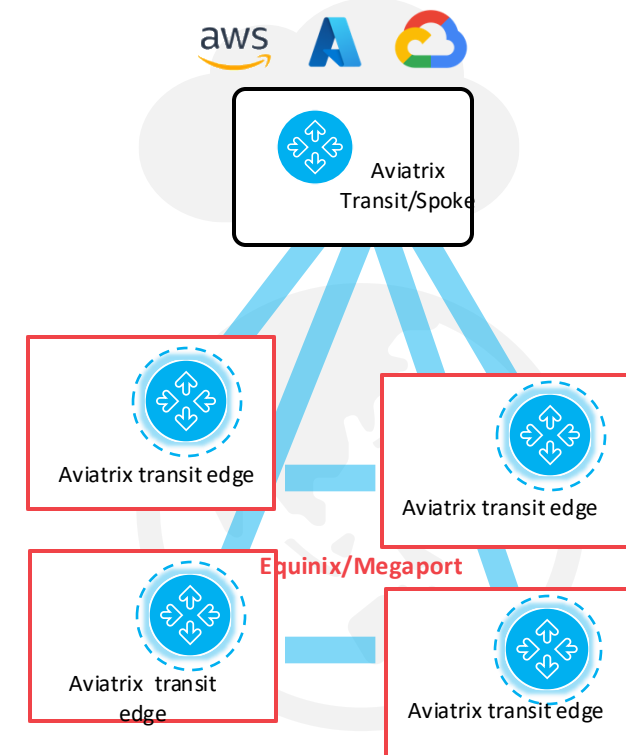 aws
Aviatrix
Transit/Spoke
Aviatrix transit edge
Aviatrix transit edge
Equinix/Megaport
Aviatrix transit
edge
Aviatrix transit edge